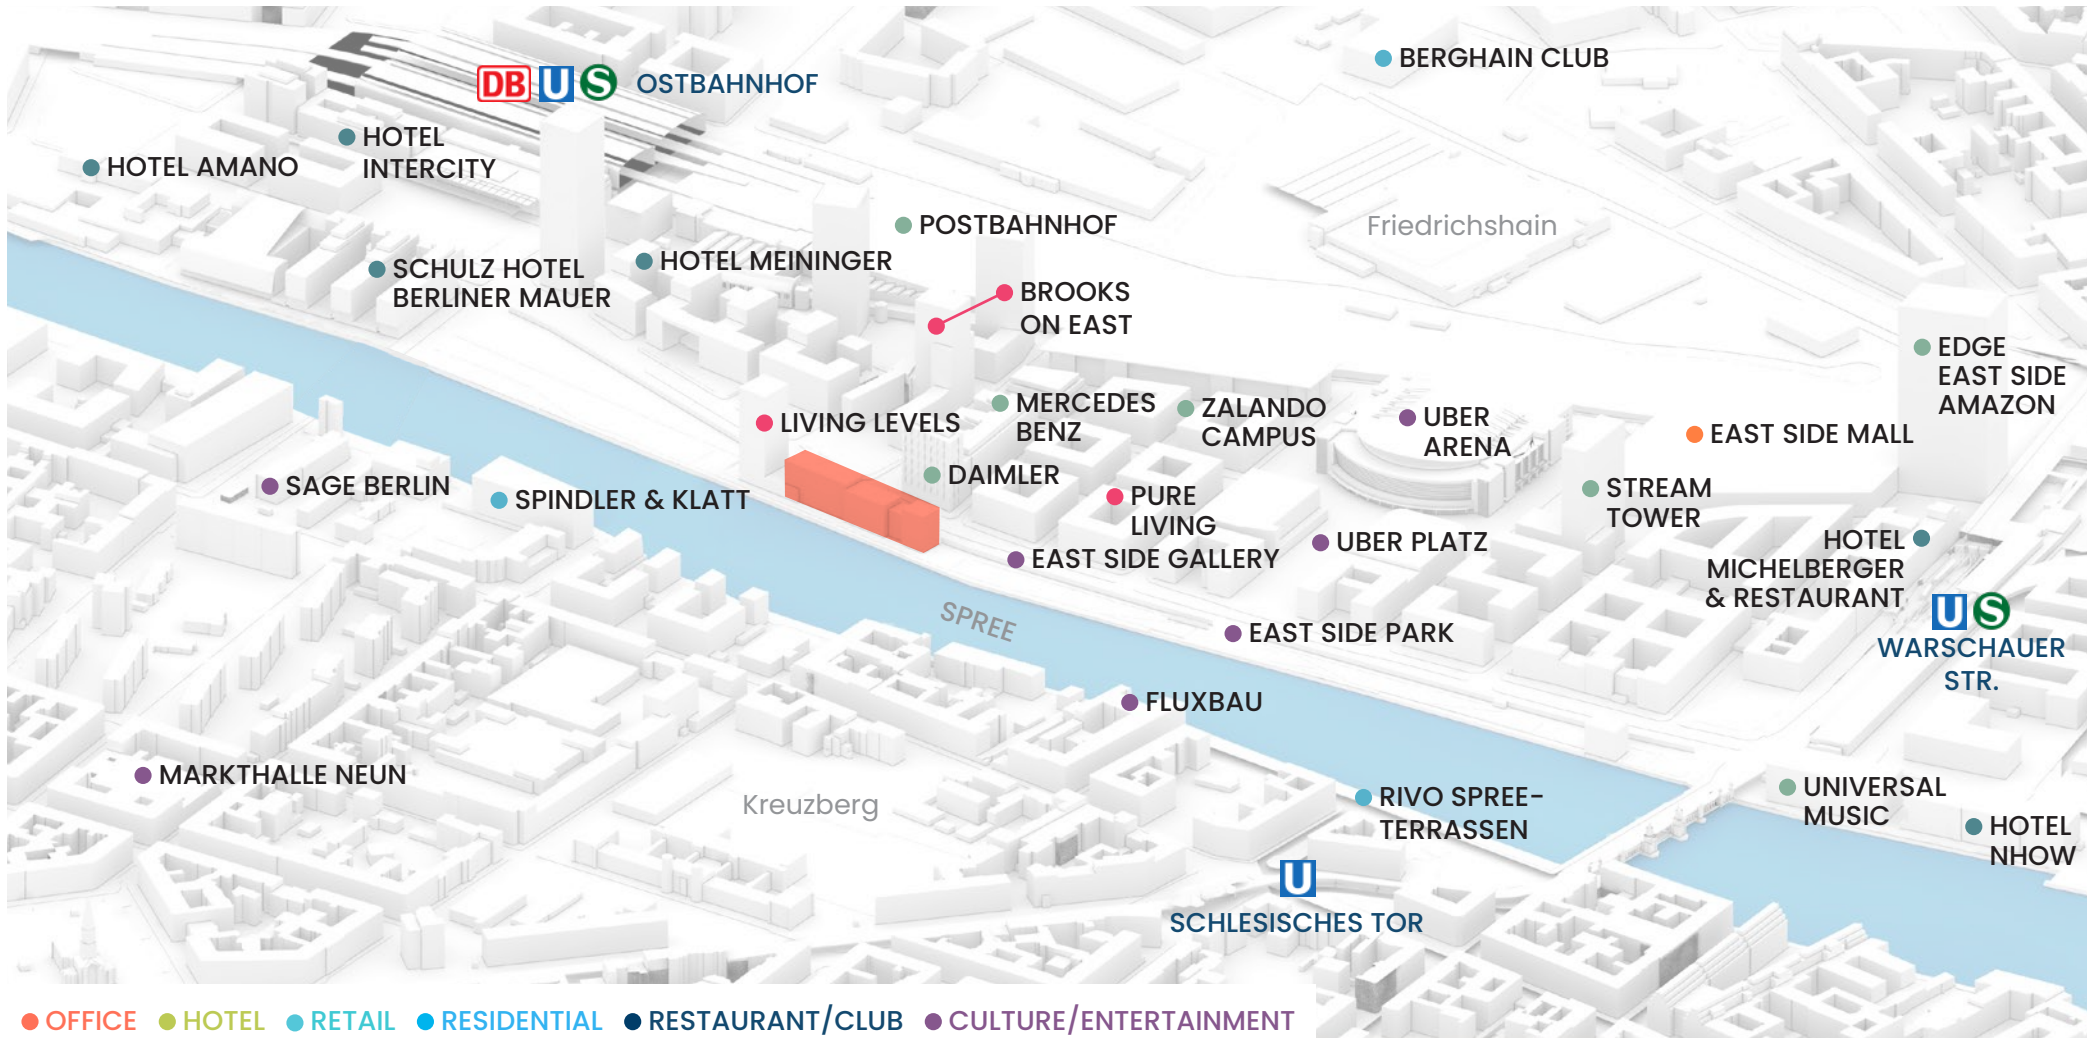 BERGHAIN CLUB
DB U S OSTBAHNHOF
HOTEL
INTERCITY
HOTEL AMANO
POSTBAHNHOF
Friedrichshain
HOTEL MEININGER
SCHULZ HOTEL
BERLINER MAUER
BROOKS
ON EAST
EDGE
EAST SIDE
AMAZON
MERCEDES
BENZ
ZALANDO
CAMPUS
UBER
ARENA
LIVING LEVELS
EAST SIDE MALL
DAIMLER
SAGE BERLIN
SPINDLER & KLATT
PURE
LIVING
STREAM
TOWER
EAST SIDE GALLERY
UBER PLATZ
HOTEL
MICHELBERGER
& RESTAURANT
U S
WARSCHAUER
STR.
SPREE
EAST SIDE PARK
FLUXBAU
MARKTHALLE NEUN
Kreuzberg
RIVO SPREE-
TERRASSEN
UNIVERSAL
MUSIC
HOTEL
NHOW
U
SCHLESISCHES TOR
OFFICE HOTEL RETAIL RESIDENTIAL RESTAURANT/CLUB CULTURE/ENTERTAINMENT